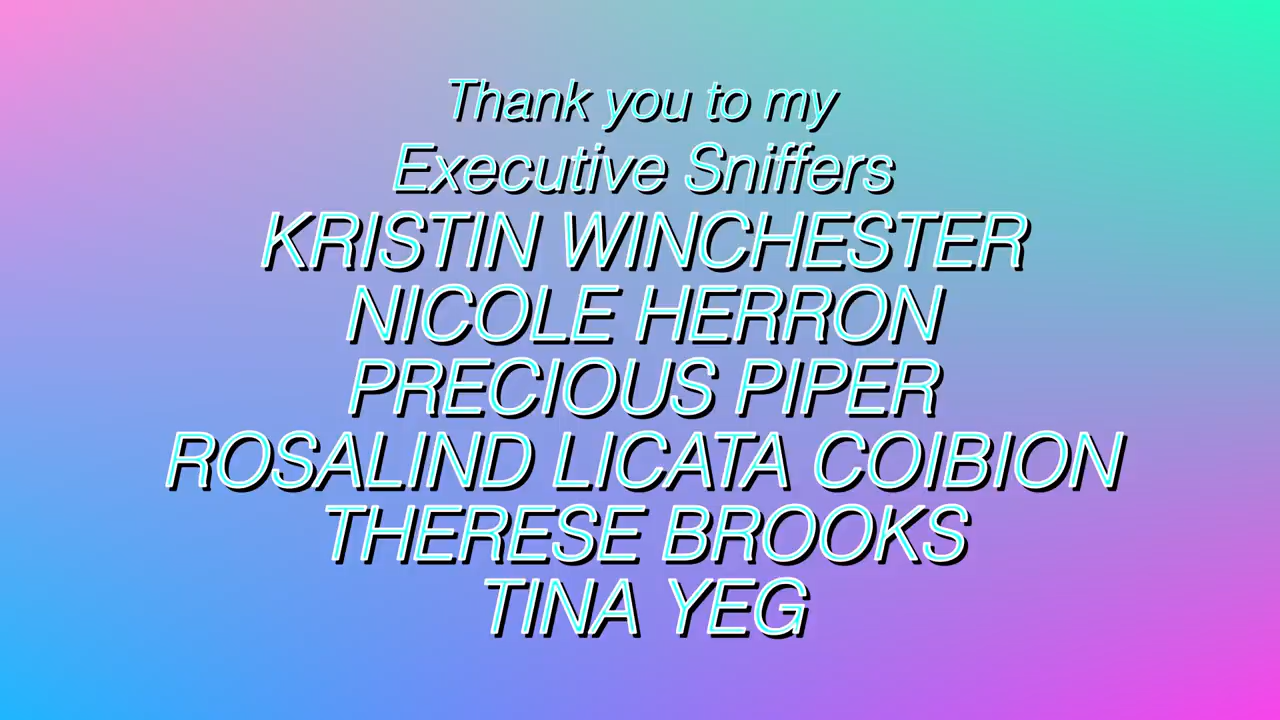 Thank you to my
Executive Sniffers
KRISTIN WINCHESTER
NICOLE HERRON
PRECIOUS PIPER
ROSALIND LICATA COIBION
THERESE BROOKS
TINA YEG